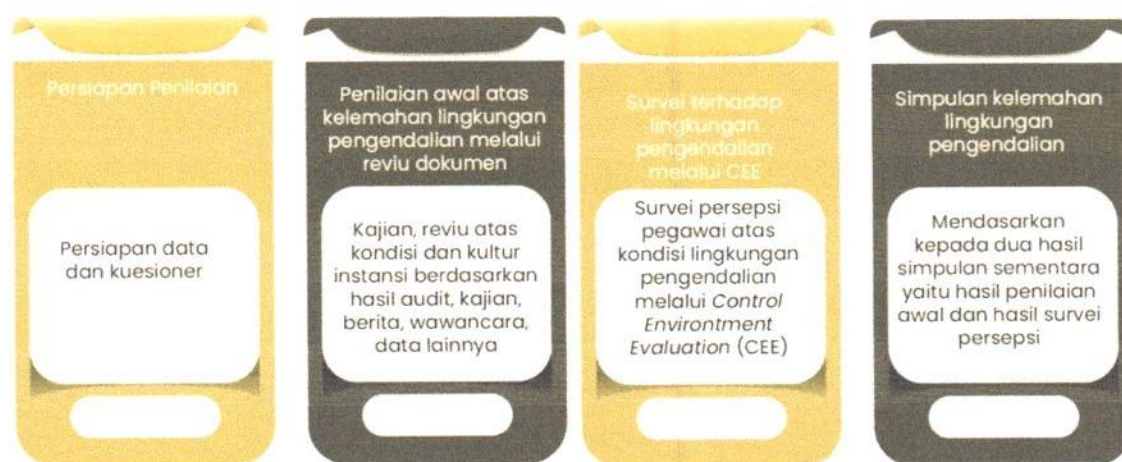 Persiapan Penilaian
Persiapan data
dan kuesioner
Penilaian awal atas
kelemahan lingkungan
pengendalian melalui
reviu dokumen
Kajian, reviu atas
kondisi dan kultur
instansi berdasarkan
hasil audit, kajian,
berita, wawancara,
data lainnya
Survei terhadap
lingkungan
pengendalian
melalui CEE
Survei persepsi
pegawai atas
kondisi lingkungan
pengendalian
melalui Control
Environtment
Evaluation (CEE)
Simpulan kelemahan
lingkungan
pengendalian
Mendasarkan
kepada dua hasil
simpulan sementara
yaitu hasil penilaian
awal dan hasil survei
persepsi